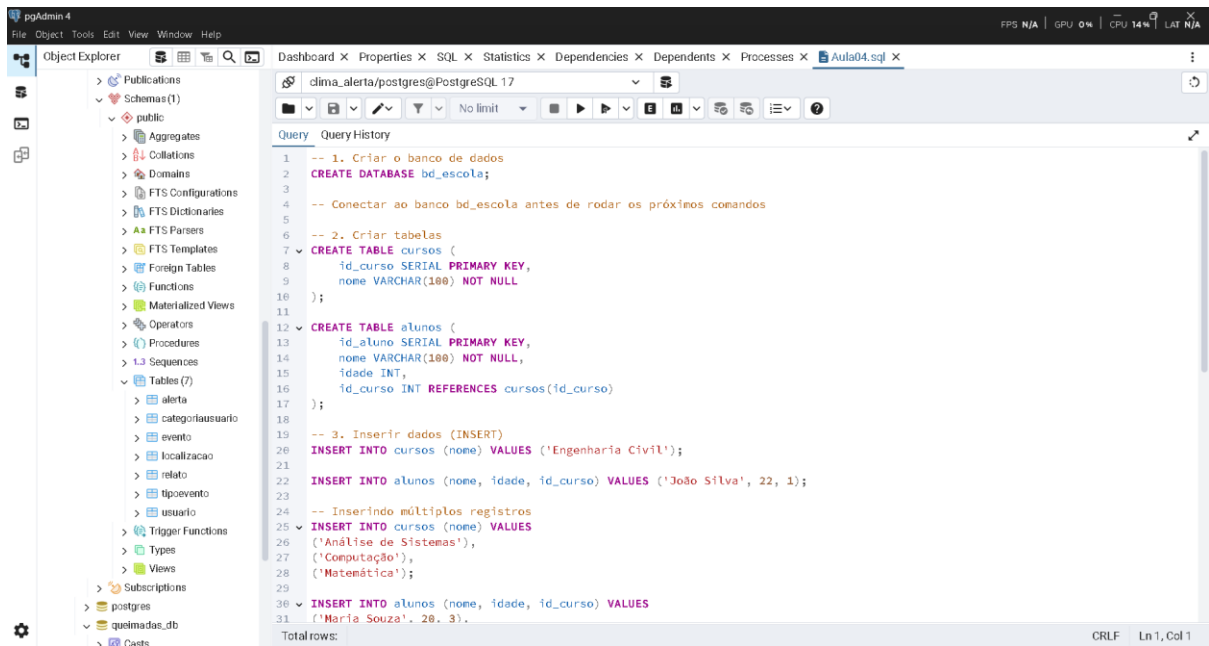 pgAdmin 4
FPS N/A | GPU 0% | CPU 14% | LAT N/A
File Object Tools Edit View Window Help
Object Explorer
Publications
Schemas (1)
public
Aggregates
Collations
Domains
FTS Configurations
FTS Dictionaries
Aa FTS Parsers
FTS Templates
Foreign Tables
Functions
Materialized Views
Operators
Procedures
1.3 Sequences
Tables (7)
alerta
categoriausuario
evento
localizacao
relato
tipoevento
usuario
Trigger Functions
Types
Views
Subscriptions
postgres
queimadas_db
Casts
Dashboard X Properties X SQL X Statistics X Dependencies X Dependents X Processes X Aula04.sql X
clima_alerta/postgres@PostgreSQL 17
No limit
Query Query History
1 -- 1. Criar o banco de dados
2 CREATE DATABASE bd_escola;
3
4 -- Conectar ao banco bd_escola antes de rodar os próximos comandos
5
6 -- 2. Criar tabelas
7 CREATE TABLE cursos (
8 id_curso SERIAL PRIMARY KEY,
9 nome VARCHAR(100) NOT NULL
10 );
11
12 CREATE TABLE alunos (
13 id_aluno SERIAL PRIMARY KEY,
14 nome VARCHAR(100) NOT NULL,
15 idade INT,
16 id_curso INT REFERENCES cursos(id_curso)
17 );
18
19 -- 3. Inserir dados (INSERT)
20 INSERT INTO cursos (nome) VALUES ('Engenharia Civil');
21
22 INSERT INTO alunos (nome, idade, id_curso) VALUES ('João Silva', 22, 1);
23
24 -- Inserindo múltiplos registros
25 INSERT INTO cursos (nome) VALUES
26 ('Análise de Sistemas'),
27 ('Computação'),
28 ('Matemática');
29
30 INSERT INTO alunos (nome, idade, id_curso) VALUES
31 ('Maria Souza', 20, 3),
Total rows:
CRLF Ln 1, Col 1